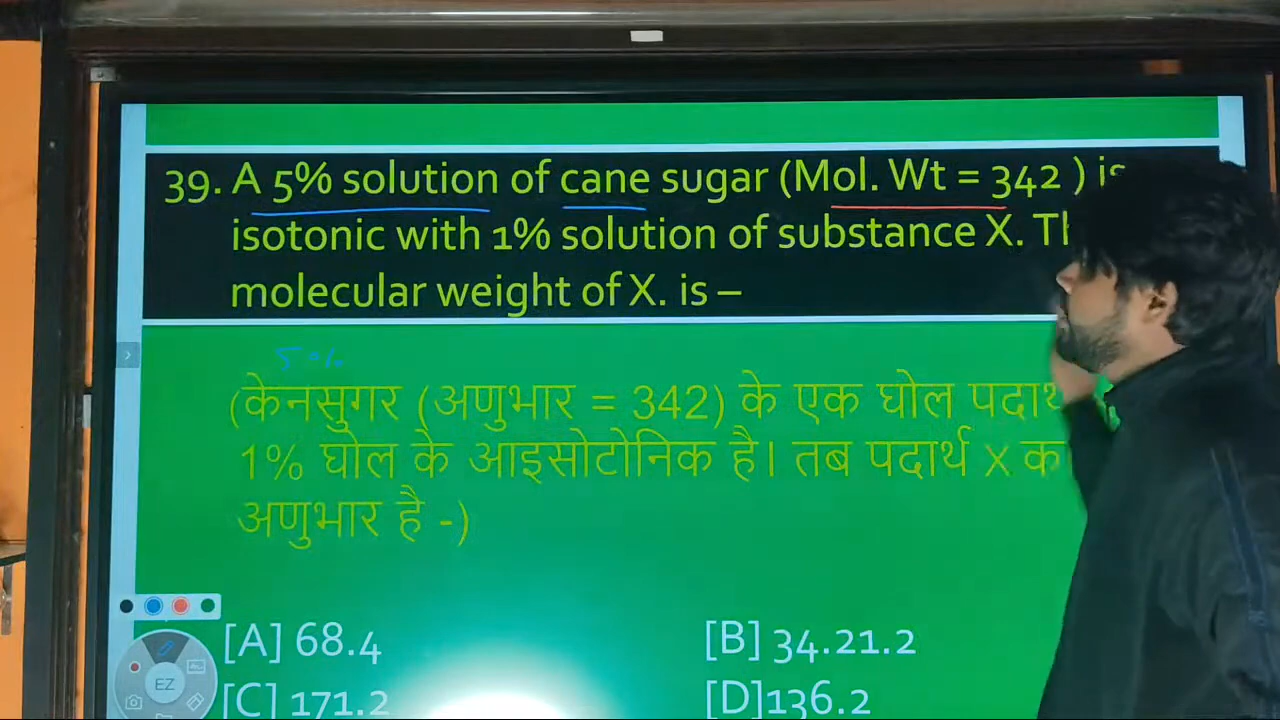 39. A 5% solution of cane sugar (Mol. Wt = 342 ) is
isotonic with 1% solution of substance X.
molecular weight of X. is –
5%
(केनसुगर (अणुभार = 342) के एक घोल पदार्थ
1% घोल के आइसोटोनिक है। तब पदार्थ X
अणुभार है -)
[A] 68.4 [B] 34.21.2
[C] 171.2 [D]136.2
EZ